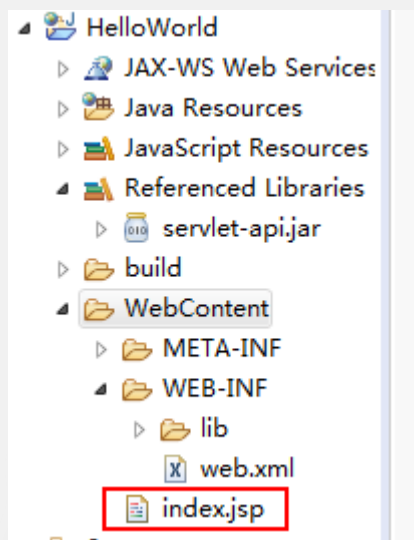 HelloWorld
JAX-WS Web Services
Java Resources
JavaScript Resources
Referenced Libraries
servlet-api.jar
build
WebContent
META-INF
WEB-INF
lib
web.xml
index.jsp